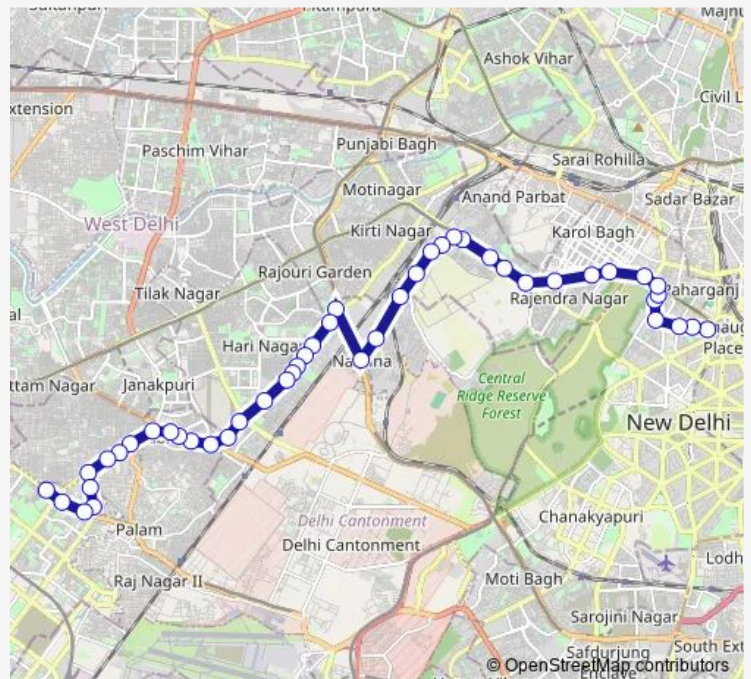 Ashok Vihar
Civil L
xtension
Punjabi Bagh
Paschim Vihar
Sarai Rohilla
Motinagar
Anand Parbat
Sadar Bazar
West Delhi
Kirti Nagar
Karol Bagh
Rajouri Garden
Tilak Nagar
Rajendra Nagar
Paharganj
Hari Naga
Place
ttam Nagar
Janakpuri
Central
Ridge Reserve
Forest
New Delhi
Palam
Delhi Cantonment
Delhi Cantonment
Chanakyapuri
Raj Nagar II
Moti Bagh
Lodh
Sarojini Nagar
Safdurjung
South Ext
Enclave
© OpenStreetMap contributors